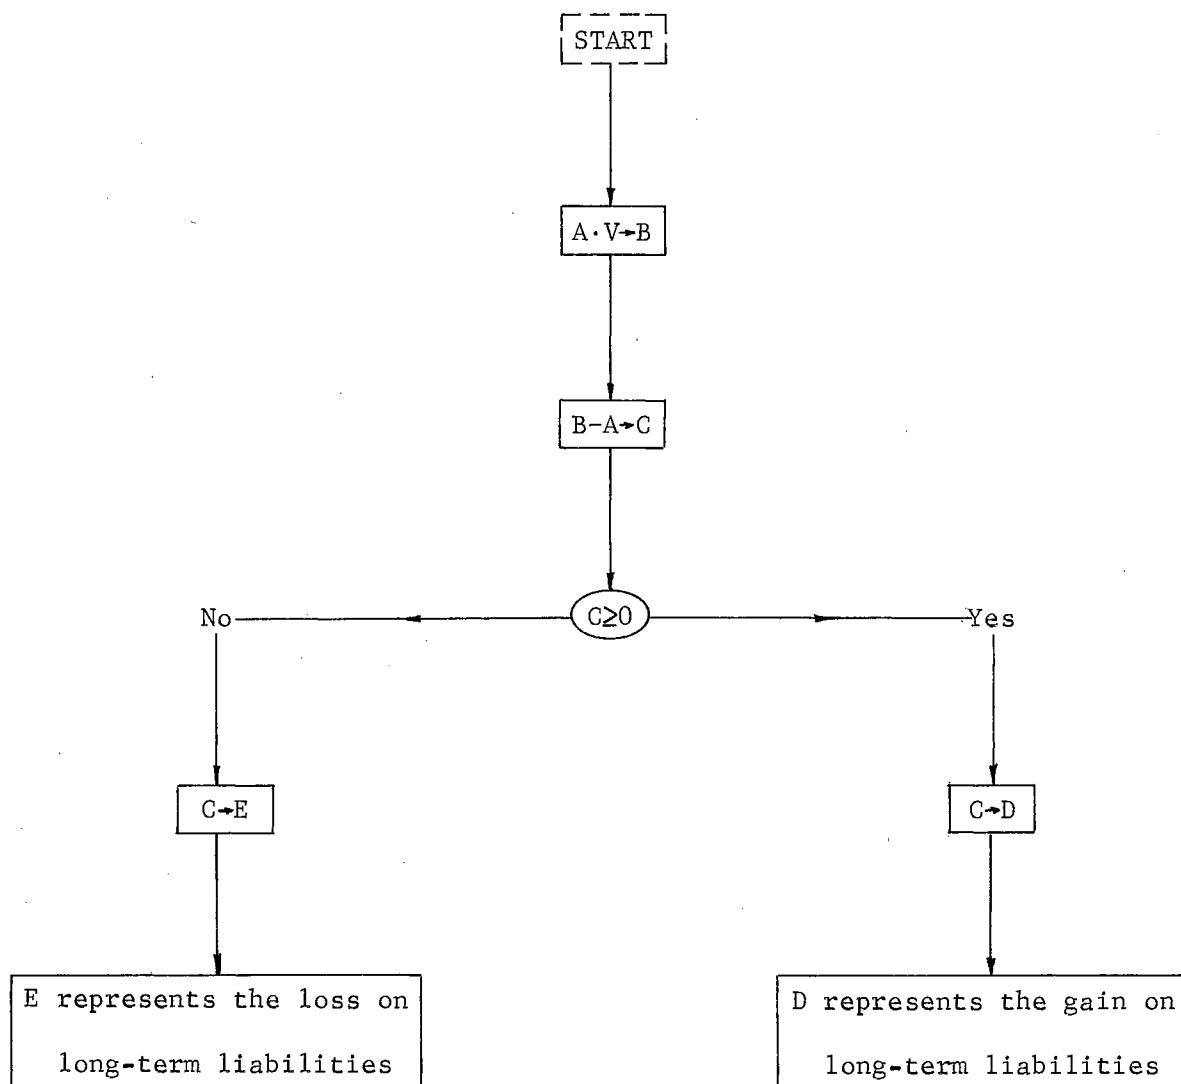 START
A·V→B
B-A→C
No
C≥0
Yes
C→E
C→D
E represents the loss on
long-term liabilities
D represents the gain on
long-term liabilities